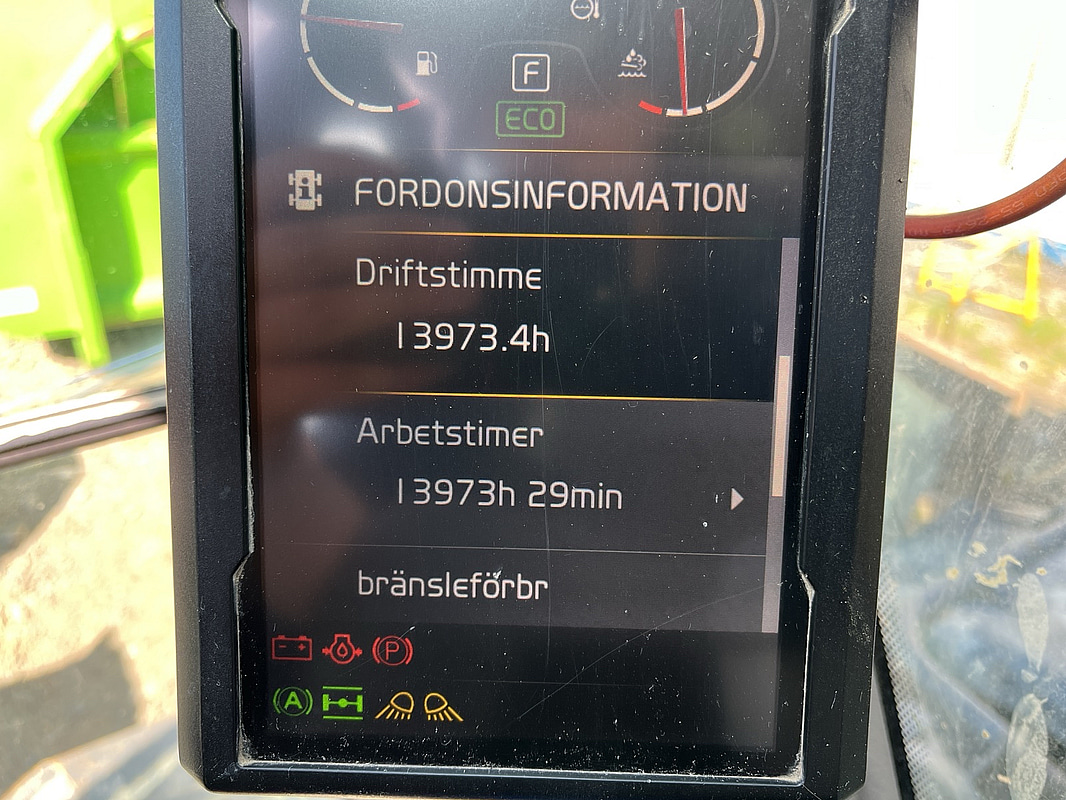 F
ECO
FORDONSINFORMATION
Driftstimme
13973.4h
Arbetstimer
13973h 29min
bränsleförbr
P
A